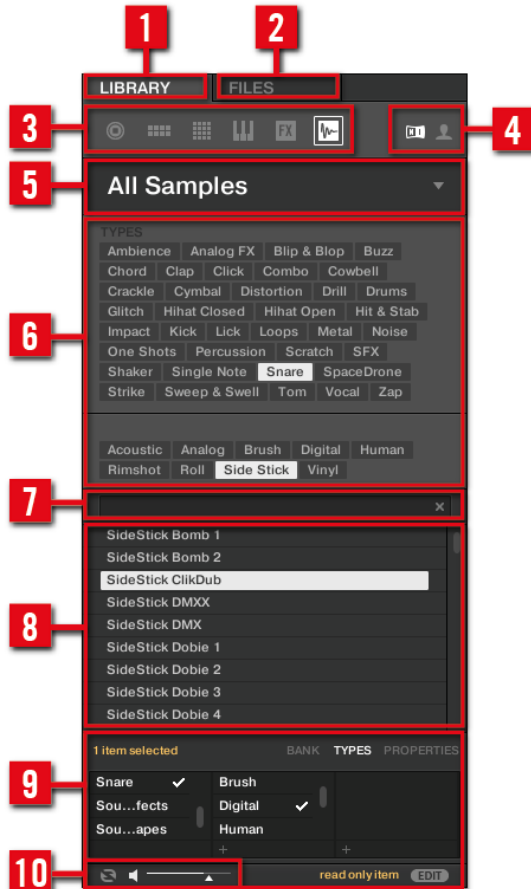 1
2
LIBRARY FILES
3
FX
4
5
All Samples
TYPES
Ambience Analog FX Blip & Blop Buzz
Chord Clap Click Combo Cowbell
Crackle Cymbal Distortion Drill Drums
Glitch Hihat Closed Hihat Open Hit & Stab
6
Impact Kick Lick Loops Metal Noise
One Shots Percussion Scratch SFX
Shaker Single Note Snare SpaceDrone
Strike Sweep & Swell Tom Vocal Zap
Acoustic Analog Brush Digital Human
Rimshot Roll Side Stick Vinyl
7
SideStick Bomb 1
SideStick Bomb 2
SideStick ClikDub
SideStick DMXX
8
SideStick DMX
SideStick Dobie 1
SideStick Dobie 2
SideStick Dobie 3
SideStick Dobie 4
1 item selected BANK TYPES PROPERTIES
9
Snare Brush
Sou...fects Digital
Sou...apes Human
+ +
10
read only item EDIT